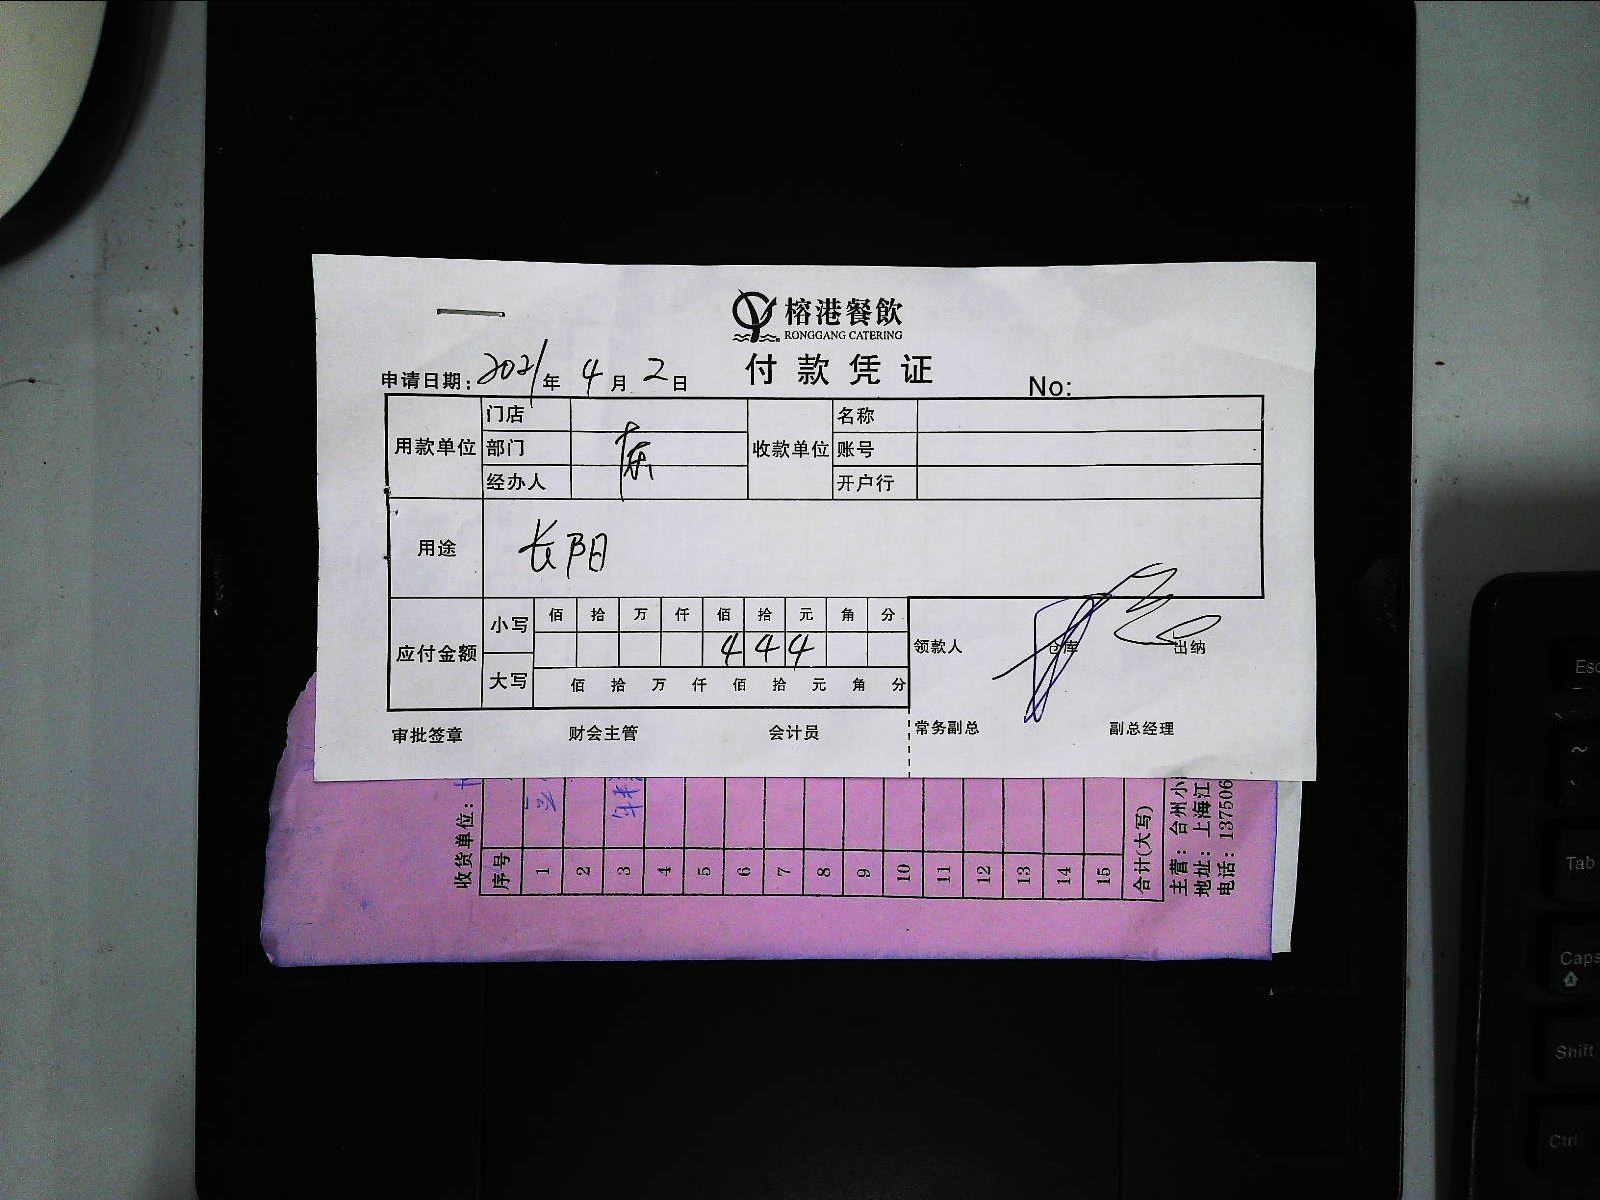 榕港餐飲
RONGGANG CATERING
付款凭证
申请日期：2021年4月2日
No:
用款单位 门店 收款单位 名称
部门 账号
经办人 开户行
用途 长阳
应付金额 小写 佰 拾 万 仟 佰 拾 元 角 分
4 4 4
大写 佰 拾 万 仟 佰 拾 元 角 分
领款人 仓库 出纳
审批签章 财会主管 会计员 常务副总 副总经理
收货单位：
序号 1 2 3 4 5 6 7 8 9 10 11 12 13 14 15 合计(大写)
主营：台州小
地址：上海江
电话：137506
Esc
~
Tab
Caps
Shift
Ctrl